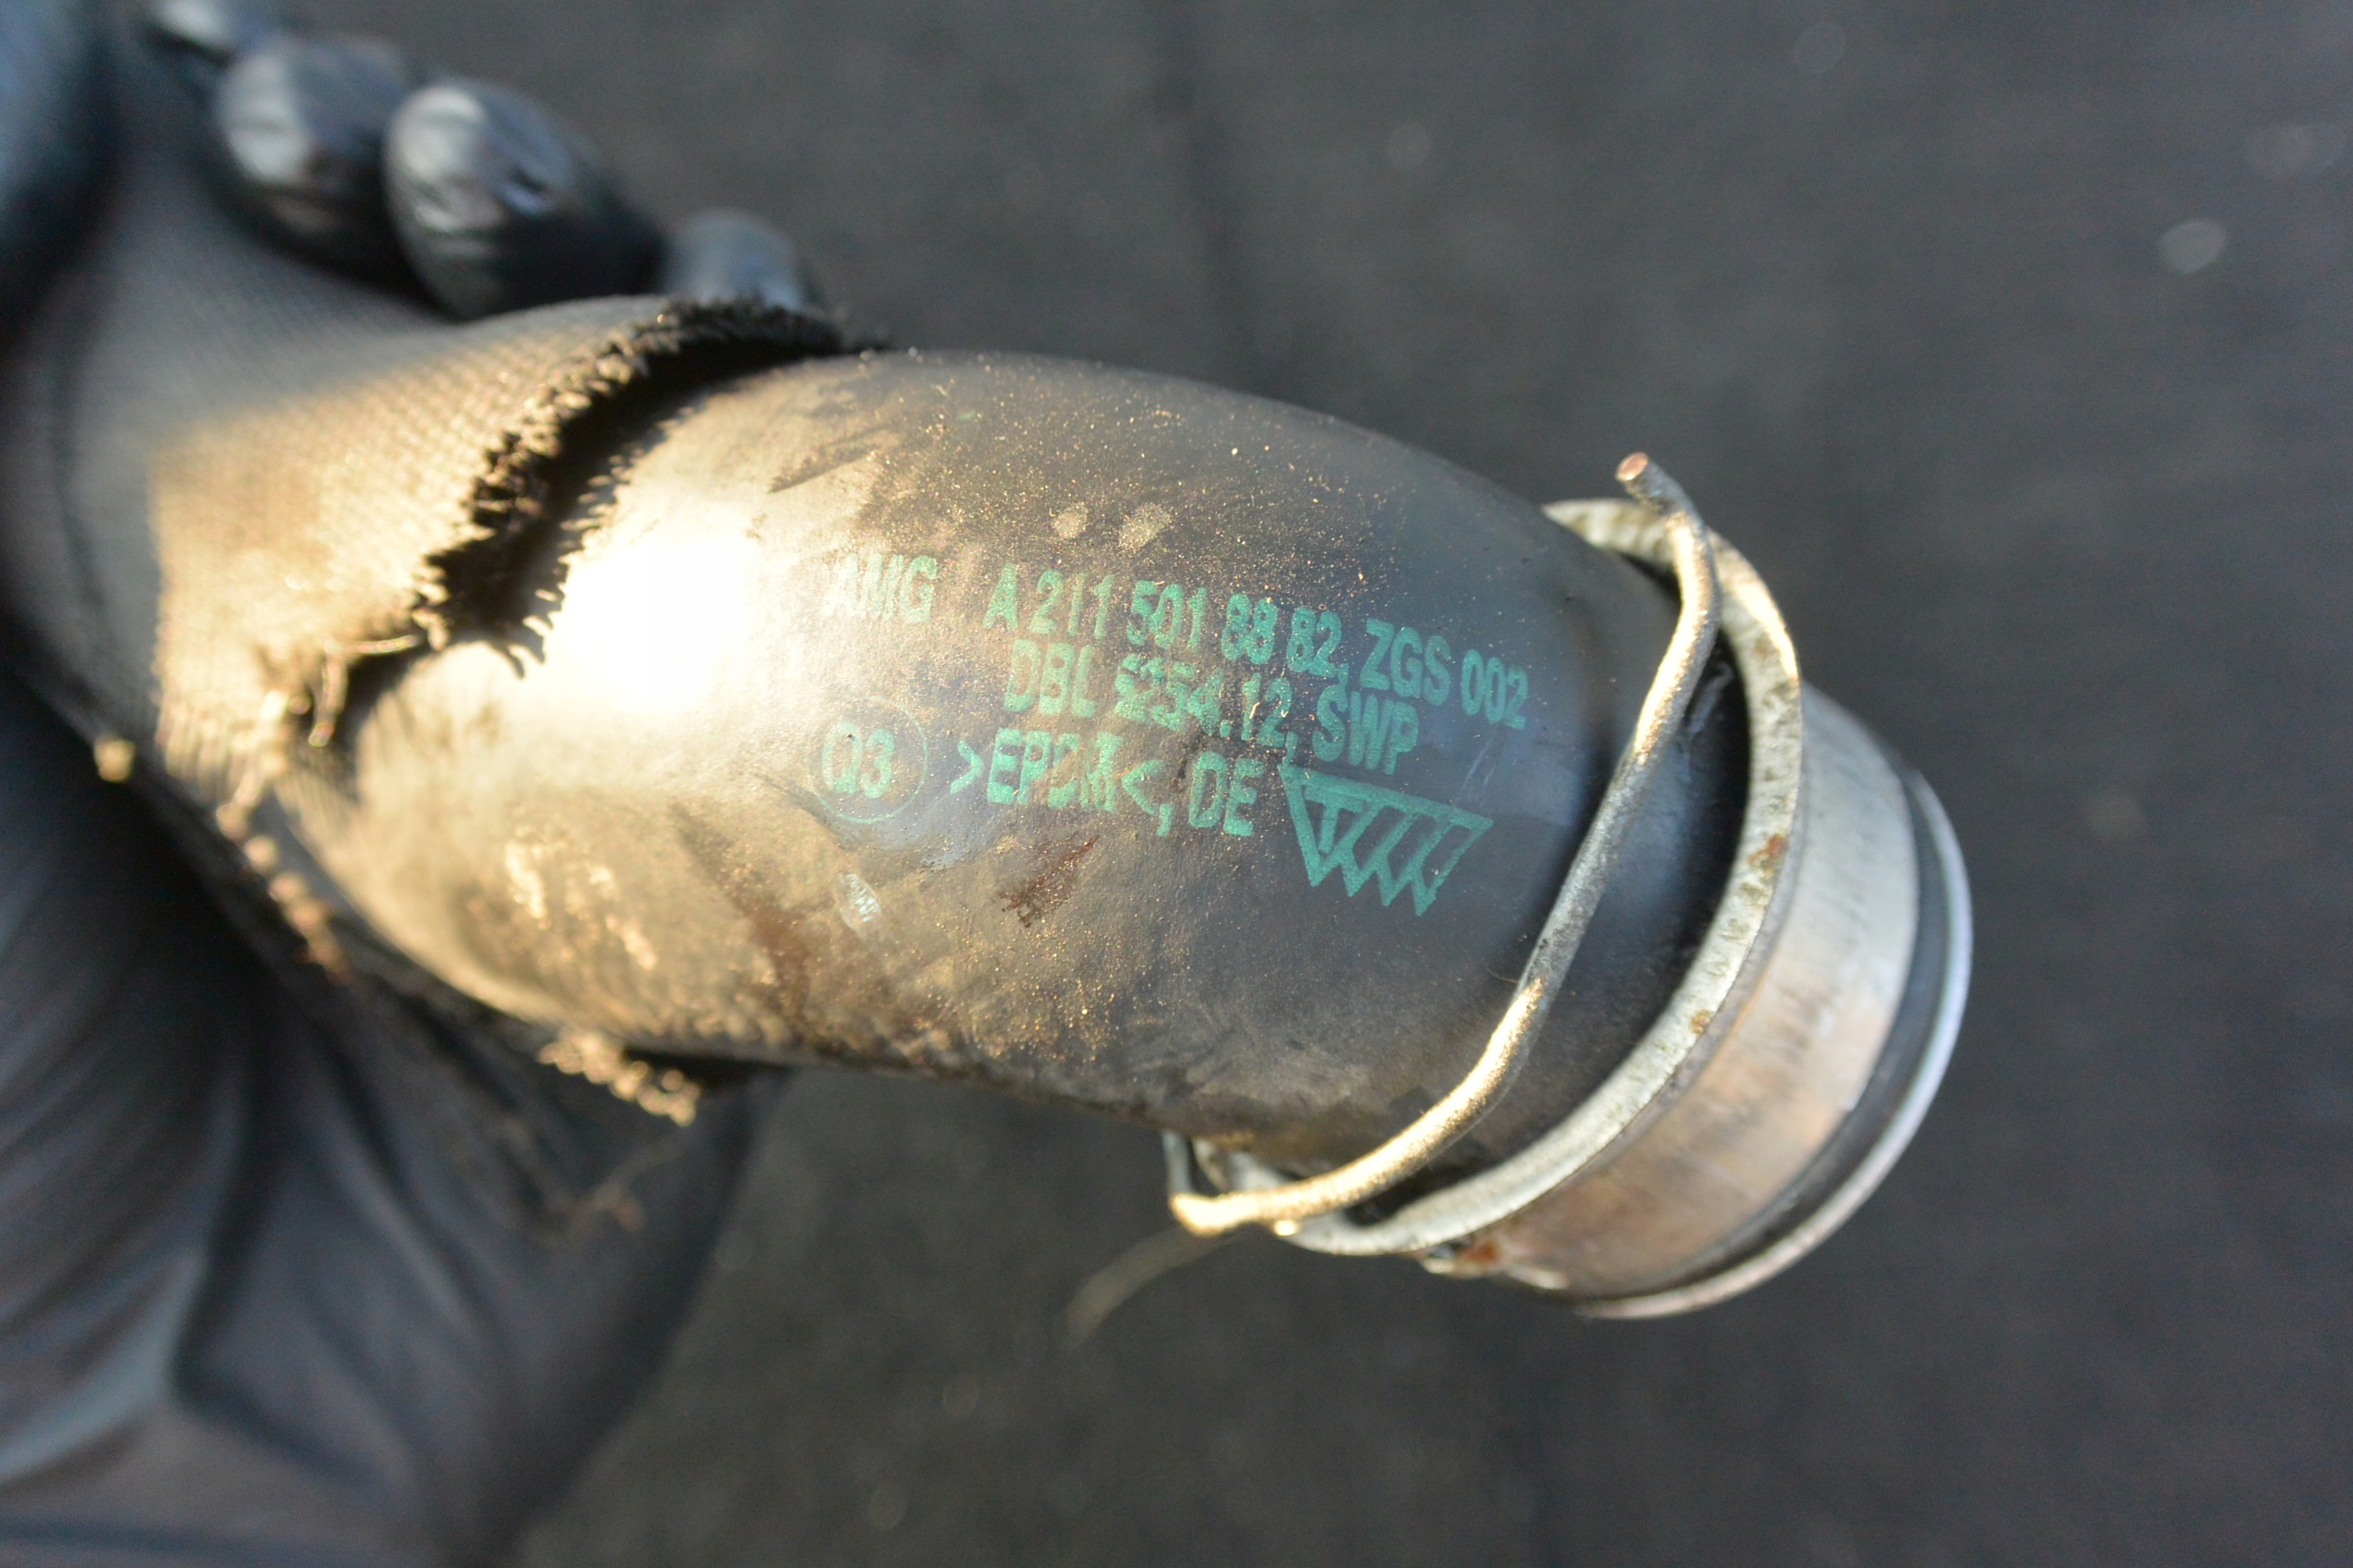 AMG A 211 501 88 82, ZGS 002
DBL 6254.12, SWP
Q3 >EPDM<, DE